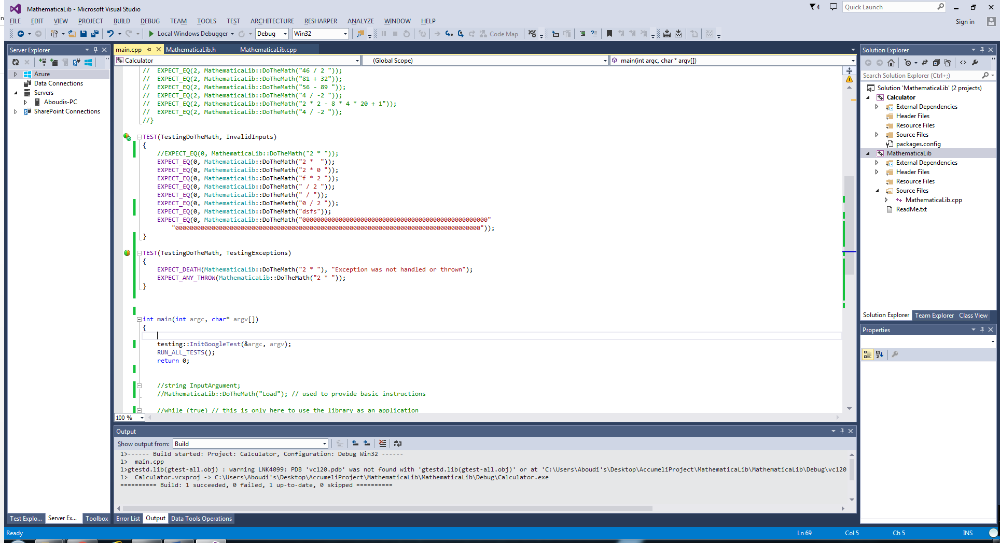 MathematicaLib - Microsoft Visual Studio
4
Quick Launch
FILE EDIT VIEW PROJECT BUILD DEBUG TEAM TOOLS TEST ARCHITECTURE RESHARPER ANALYZE WINDOW HELP
Sign in
Local Windows Debugger Debug Win32 Code Map
Server Explorer
Azure
Data Connections
Servers
Aboudis-PC
SharePoint Connections
main.cpp MathematicaLib.h MathematicaLib.cpp
Calculator (Global Scope) main(int argc, char * argv[])
//  EXPECT_EQ(2, MathematicaLib::DoTheMath("46 / 2 "));
//  EXPECT_EQ(2, MathematicaLib::DoTheMath("81 + 32"));
//  EXPECT_EQ(2, MathematicaLib::DoTheMath("56 - 89 "));
//  EXPECT_EQ(2, MathematicaLib::DoTheMath("4 / -2 "));
//  EXPECT_EQ(2, MathematicaLib::DoTheMath("2 * 2 - 8 * 4 * 20 + 1"));
//  EXPECT_EQ(2, MathematicaLib::DoTheMath("4 / -2 "));
//}
TEST(TestingDoTheMath, InvalidInputs)
{
//EXPECT_EQ(0, MathematicaLib::DoTheMath("2 * "));
EXPECT_EQ(0, MathematicaLib::DoTheMath("2 *  "));
EXPECT_EQ(0, MathematicaLib::DoTheMath("2 * 0 "));
EXPECT_EQ(0, MathematicaLib::DoTheMath("f * 2 "));
EXPECT_EQ(0, MathematicaLib::DoTheMath(" / 2 "));
EXPECT_EQ(0, MathematicaLib::DoTheMath(" / "));
EXPECT_EQ(0, MathematicaLib::DoTheMath("0 / 2 "));
EXPECT_EQ(0, MathematicaLib::DoTheMath("dsfs"));
EXPECT_EQ(0, MathematicaLib::DoTheMath("000000000000000000000000000000000000000000000000000"
"000000000000000000000000000000000000000000000000000000000000000000000000000000000000"));
}
TEST(TestingDoTheMath, TestingExceptions)
{
EXPECT_DEATH(MathematicaLib::DoTheMath("2 * "), "Exception was not handled or thrown");
EXPECT_ANY_THROW(MathematicaLib::DoTheMath("2 * "));
}
int main(int argc, char* argv[])
{
testing::InitGoogleTest(&argc, argv);
RUN_ALL_TESTS();
return 0;
//string InputArgument;
//MathematicaLib::DoTheMath("Load"); // used to provide basic instructions
//while (true) // this is only here to use the library as an application
100 %
Output
Show output from: Build
1>------ Build started: Project: Calculator, Configuration: Debug Win32 ------
1>  main.cpp
1>gtestd.lib(gtest-all.obj) : warning LNK4099: PDB 'vc120.pdb' was not found with 'gtestd.lib(gtest-all.obj)' or at 'C:\Users\Aboudi's\Desktop\AccumeliProject\MathematicaLib\MathematicaLib\Debug\vc120
1>  Calculator.vcxproj -> C:\Users\Aboudi's\Desktop\AccumeliProject\MathematicaLib\MathematicaLib\Debug\Calculator.exe
========== Build: 1 succeeded, 0 failed, 1 up-to-date, 0 skipped ==========
Test Explo... Server Ex... Toolbox
Error List Output Data Tools Operations
Solution Explorer
Search Solution Explorer (Ctrl+;)
Solution 'MathematicaLib' (2 projects)
Calculator
External Dependencies
Header Files
Resource Files
Source Files
packages.config
MathematicaLib
External Dependencies
Header Files
Resource Files
Source Files
MathematicaLib.cpp
ReadMe.txt
Solution Explorer Team Explorer Class View
Properties
Ready Ln 69 Col 5 Ch 5 INS